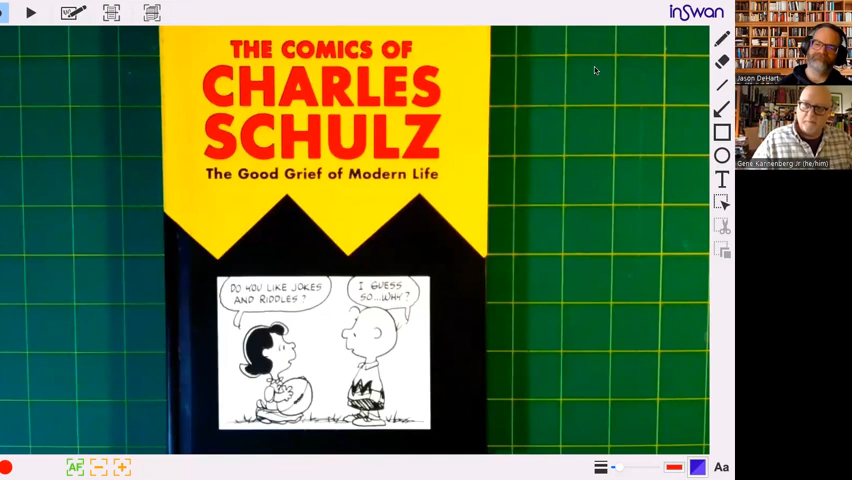 inSwan
THE COMICS OF
CHARLES
SCHULZ
The Good Grief of Modern Life
DO YOU LIKE JOKES
AND RIDDLES?
I GUESS
SO...WHY?
Jason DeHart
Gene Kannenberg Jr (he/him)
T
AF
Aa